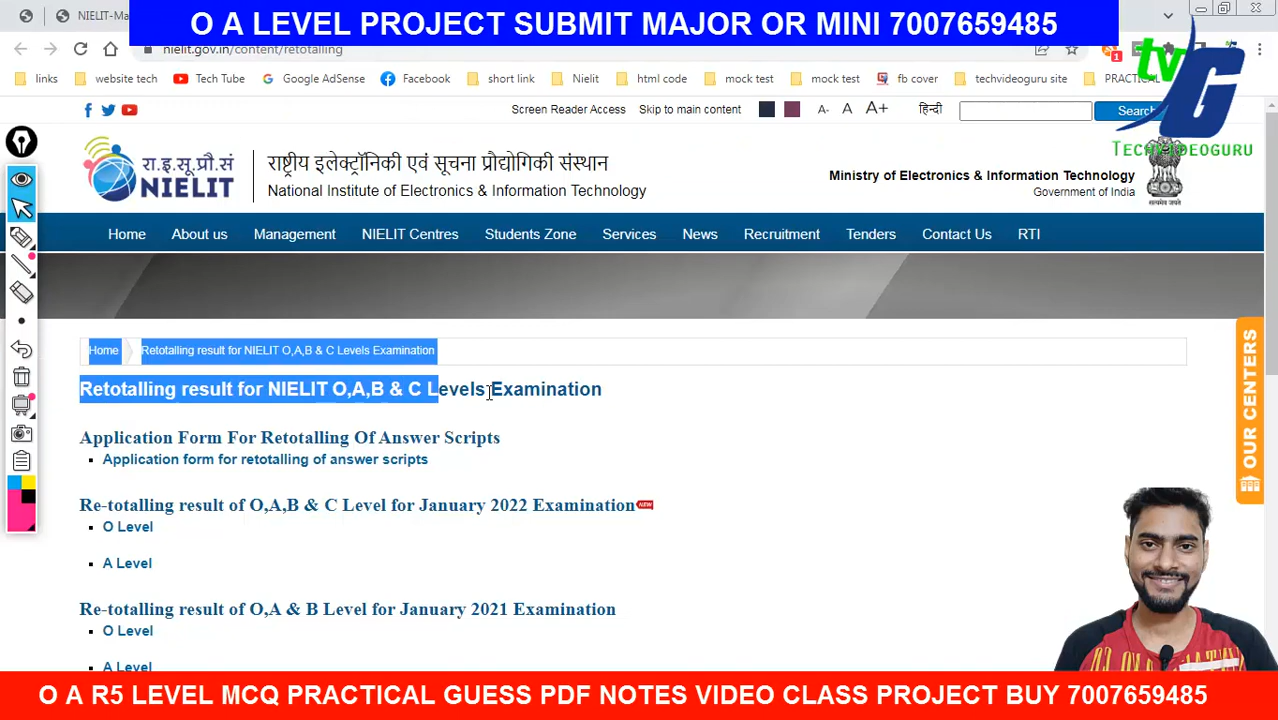 O A LEVEL PROJECT SUBMIT MAJOR OR MINI 7007659485
NIELIT-Ma
nielit.gov.in/content/retotalling
links
website tech
Tech Tube
Google AdSense
Facebook
short link
Nielit
html code
mock test
mock test
fb cover
techvideoguru site
PRACTICAL
tv G
TECHVIDEOGURU
Screen Reader Access
Skip to main content
A-
A
A+
हिन्दी
Search
रा.इ.सू.प्रौ.सं
NIELIT
राष्ट्रीय इलेक्ट्रॉनिकी एवं सूचना प्रौद्योगिकी संस्थान
National Institute of Electronics & Information Technology
Ministry of Electronics & Information Technology
Government of India
सत्यमेव जयते
Home
About us
Management
NIELIT Centres
Students Zone
Services
News
Recruitment
Tenders
Contact Us
RTI
Home
Retotalling result for NIELIT O,A,B & C Levels Examination
Retotalling result for NIELIT O,A,B & C Levels Examination
Application Form For Retotalling Of Answer Scripts
Application form for retotalling of answer scripts
Re-totalling result of O,A,B & C Level for January 2022 Examination NEW
O Level
A Level
Re-totalling result of O,A & B Level for January 2021 Examination
O Level
A Level
OUR CENTERS
O A R5 LEVEL MCQ PRACTICAL GUESS PDF NOTES VIDEO CLASS PROJECT BUY 7007659485